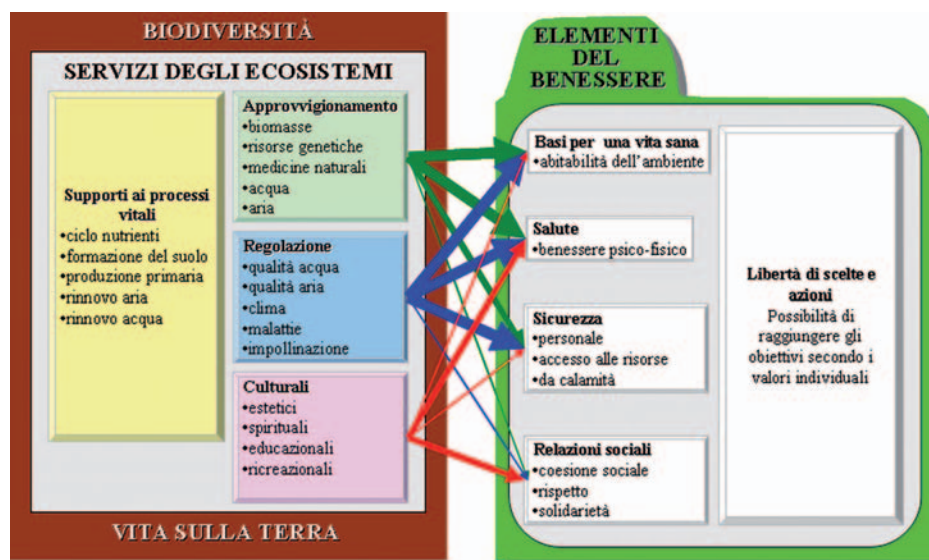 BIODIVERSITÀ
SERVIZI DEGLI ECOSISTEMI
Supporti ai processi
vitali
•ciclo nutrienti
•formazione del suolo
•produzione primaria
•rinnovo aria
•rinnovo acqua
Approvvigionamento
•biomasse
•risorse genetiche
•medicine naturali
•acqua
•aria
Regolazione
•qualità acqua
•qualità aria
•clima
•malattie
•impollinazione
Culturali
•estetici
•spirituali
•educazionali
•ricreazionali
VITA SULLA TERRA
ELEMENTI
DEL
BENESSERE
Basi per una vita sana
•abitabilità dell'ambiente
Salute
•benessere psico-fisico
Sicurezza
•personale
•accesso alle risorse
•da calamità
Relazioni sociali
•coesione sociale
•rispetto
•solidarietà
Libertà di scelte e
azioni
Possibilità di
raggiungere gli
obiettivi secondo i
valori individuali